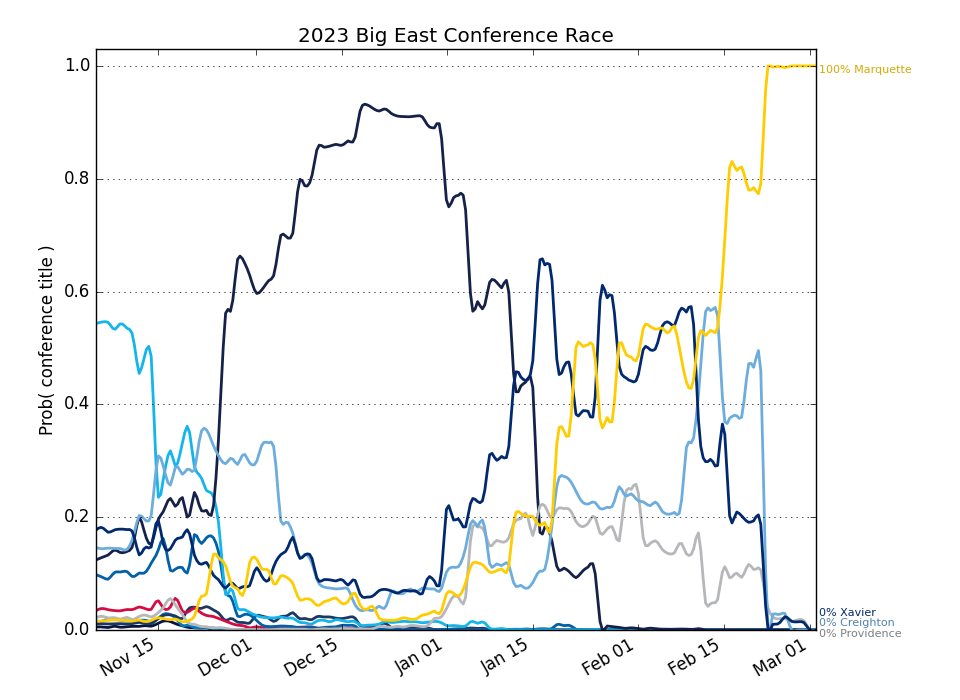 2023 Big East Conference Race
1.0
0.8
0.6
0.4
0.2
0.0
Prob( conference title )
100% Marquette
0% Xavier
0% Creighton
0% Providence
Nov 15
Dec 01
Dec 15
Jan 01
Jan 15
Feb 01
Feb 15
Mar 01